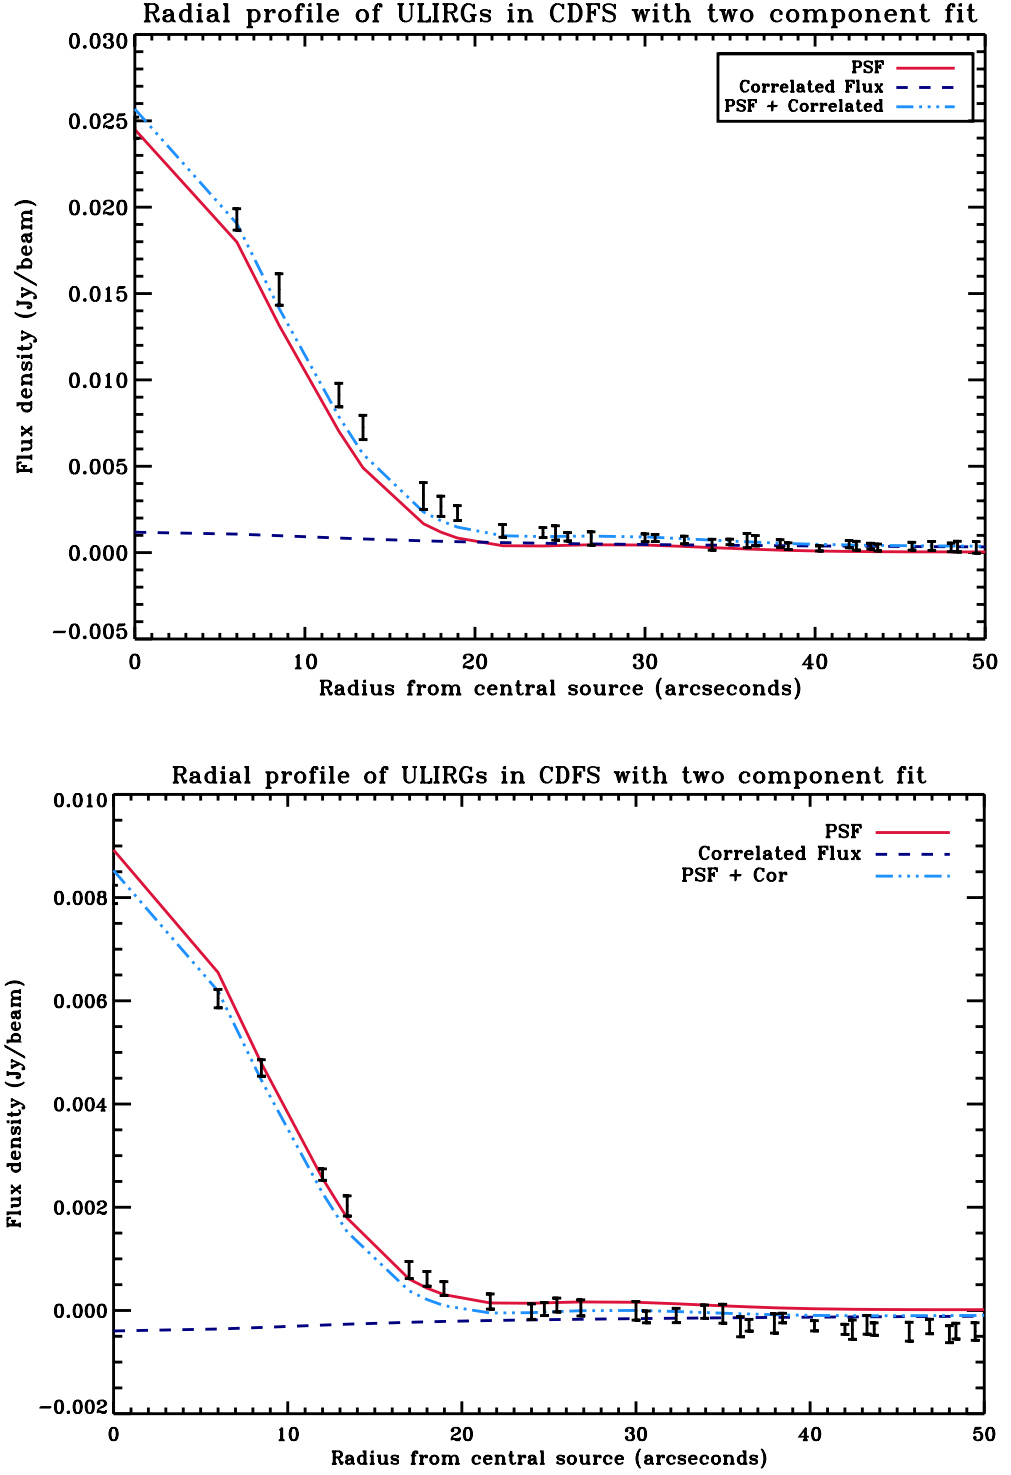 Radial profile of ULIRGs in CDFS with two component fit
0.030
0.025
0.020
0.015
0.010
0.005
0.000
-0.005
Flux density (Jy/beam)
PSF
Correlated Flux
PSF + Correlated
0 10 20 30 40 50
Radius from central source (arcseconds)
Radial profile of ULIRGs in CDFS with two component fit
0.010
0.008
0.006
0.004
0.002
0.000
-0.002
Flux density (Jy/beam)
PSF
Correlated Flux
PSF + Cor
0 10 20 30 40 50
Radius from central source (arcseconds)